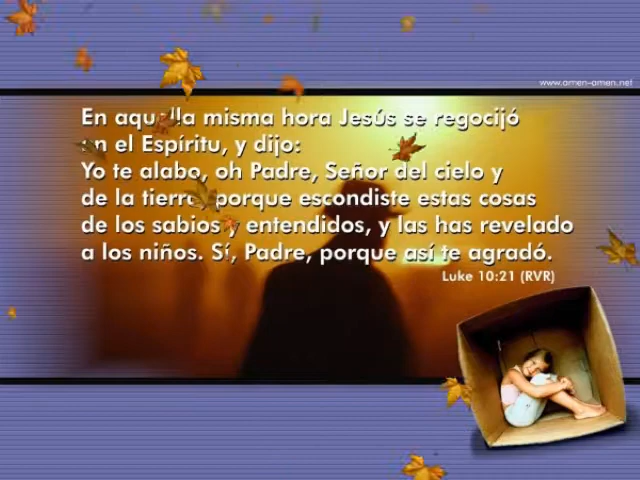 www.amen-amen.net
En aquella misma hora Jesús se regocijó
en el Espíritu, y dijo:
Yo te alabo, oh Padre, Señor del cielo y
de la tierra, porque escondiste estas cosas
de los sabios y entendidos, y las has revelado
a los niños. Sí, Padre, porque así te agradó.
Luke 10:21 (RVR)